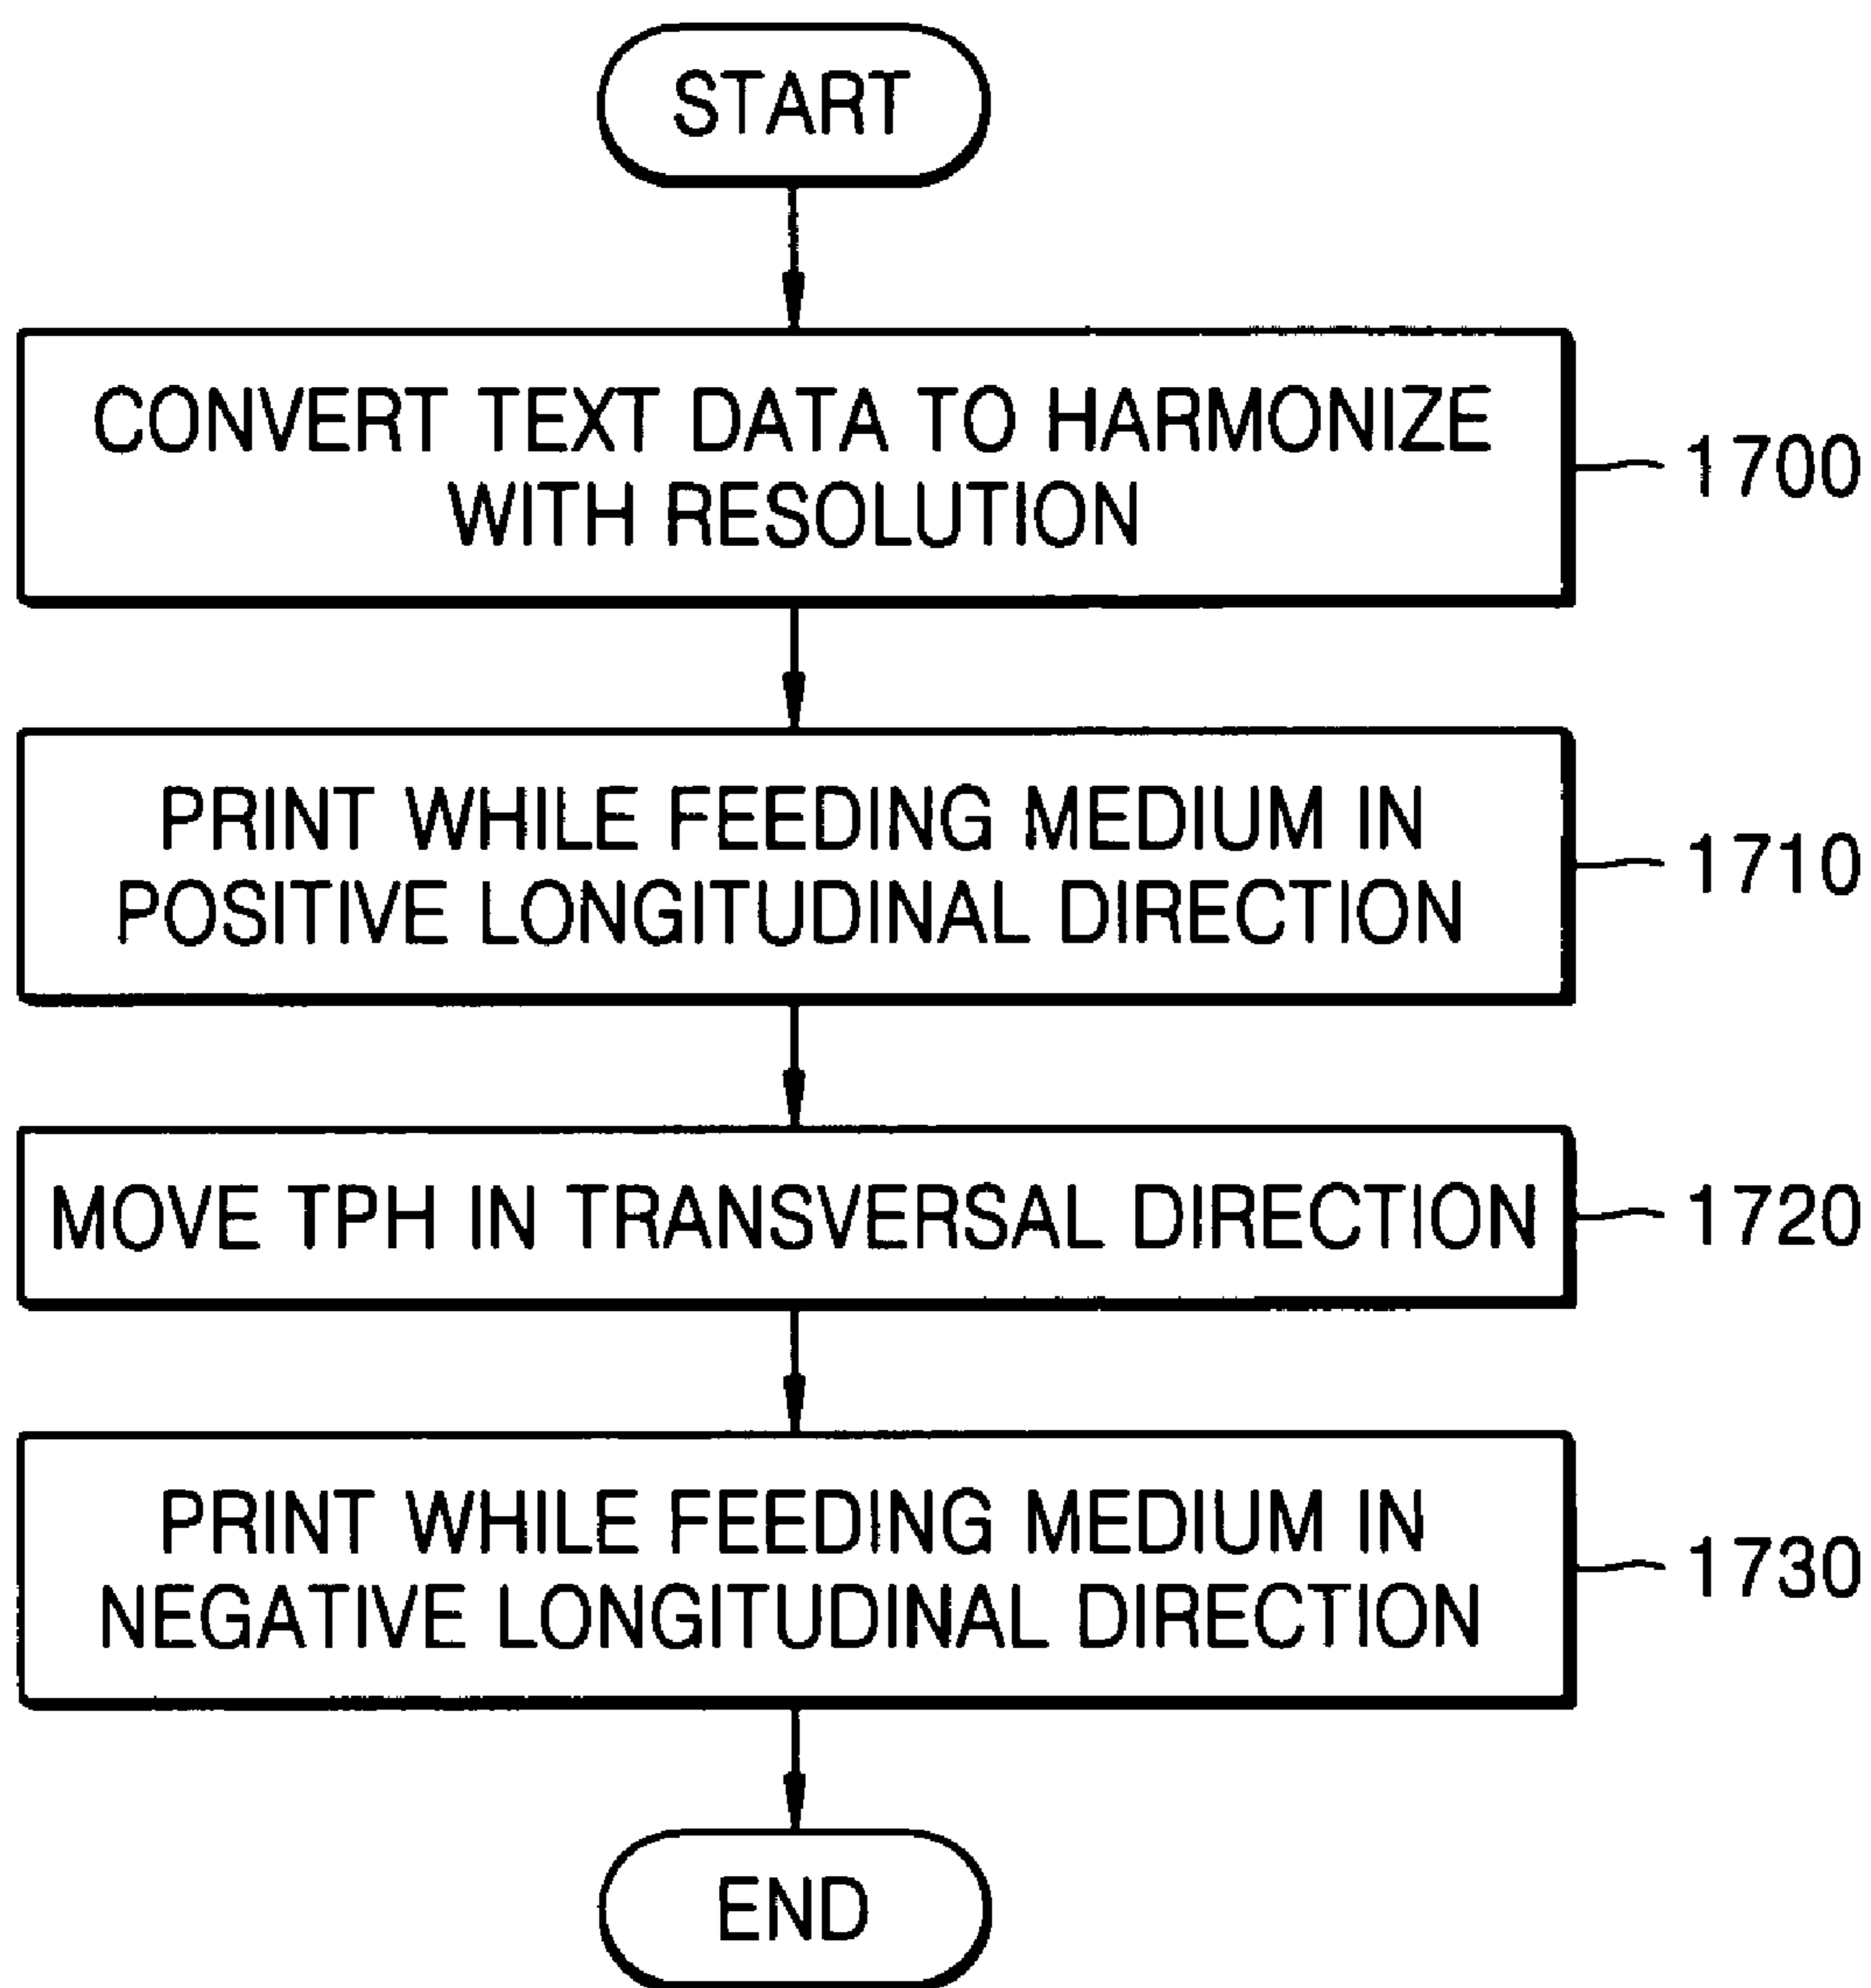 START
CONVERT TEXT DATA TO HARMONIZE
WITH RESOLUTION
1700
PRINT WHILE FEEDING MEDIUM IN
POSITIVE LONGITUDINAL DIRECTION
1710
MOVE TPH IN TRANSVERSAL DIRECTION
1720
PRINT WHILE FEEDING MEDIUM IN
NEGATIVE LONGITUDINAL DIRECTION
1730
END